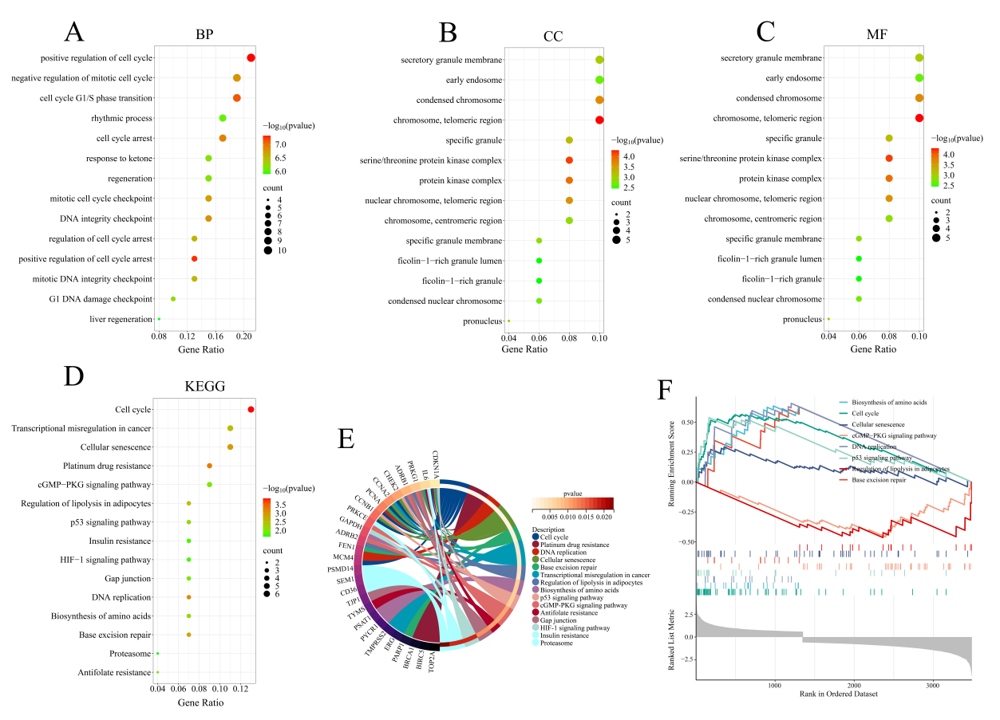 A
BP
positive regulation of cell cycle
negative regulation of mitotic cell cycle
cell cycle G1/S phase transition
rhythmic process
cell cycle arrest
response to ketone
regeneration
mitotic cell cycle checkpoint
DNA integrity checkpoint
regulation of cell cycle arrest
positive regulation of cell cycle arrest
mitotic DNA integrity checkpoint
G1 DNA damage checkpoint
liver regeneration
0.08 0.12 0.16 0.20
Gene Ratio
−log10(pvalue)
7.0
6.5
6.0
count
4
5
6
7
8
9
10
B
CC
secretory granule membrane
early endosome
condensed chromosome
chromosome, telomeric region
specific granule
serine/threonine protein kinase complex
protein kinase complex
nuclear chromosome, telomeric region
chromosome, centromeric region
specific granule membrane
ficolin−1−rich granule lumen
ficolin−1−rich granule
condensed nuclear chromosome
pronucleus
0.04 0.06 0.08 0.10
Gene Ratio
−log10(pvalue)
4.0
3.5
3.0
2.5
count
2
3
4
5
C
MF
secretory granule membrane
early endosome
condensed chromosome
chromosome, telomeric region
specific granule
serine/threonine protein kinase complex
protein kinase complex
nuclear chromosome, telomeric region
chromosome, centromeric region
specific granule membrane
ficolin−1−rich granule lumen
ficolin−1−rich granule
condensed nuclear chromosome
pronucleus
0.04 0.06 0.08 0.10
Gene Ratio
−log10(pvalue)
4.0
3.5
3.0
2.5
count
2
3
4
5
D
KEGG
Cell cycle
Transcriptional misregulation in cancer
Cellular senescence
Platinum drug resistance
cGMP−PKG signaling pathway
Regulation of lipolysis in adipocytes
p53 signaling pathway
Insulin resistance
HIF−1 signaling pathway
Gap junction
DNA replication
Biosynthesis of amino acids
Base excision repair
Proteasome
Antifolate resistance
0.04 0.06 0.08 0.10 0.12
Gene Ratio
−log10(pvalue)
3.5
3.0
2.5
2.0
count
2
3
4
5
6
E
CDKN1A
IL6
PRKG1
ADRB1
CHEK2
CCNA2
PCNA
CCNB1
PRKCE
GAPDH
ADRB2
FEN1
MCM4
PSMD14
SEM1
CD36
TJP1
TYMS
PSAT1
PYCR1
TMPRSS2
ERG
PARP1
BRCA1
BIRC5
TOP2A
pvalue
0.005 0.010 0.015 0.020
Description
Cell cycle
Platinum drug resistance
DNA replication
Cellular senescence
Base excision repair
Transcriptional misregulation in cancer
Regulation of lipolysis in adipocytes
Biosynthesis of amino acids
p53 signaling pathway
cGMP-PKG signaling pathway
Antifolate resistance
Gap junction
HIF-1 signaling pathway
Insulin resistance
Proteasome
F
Running Enrichment Score
0.50
0.25
0.00
−0.25
−0.50
Biosynthesis of amino acids
Cell cycle
Cellular senescence
cGMP−PKG signaling pathway
DNA replication
p53 signaling pathway
Regulation of lipolysis in adipocytes
Base excision repair
Ranked List Metric
2.5
0.0
−2.5
1000 2000 3000
Rank in Ordered Dataset